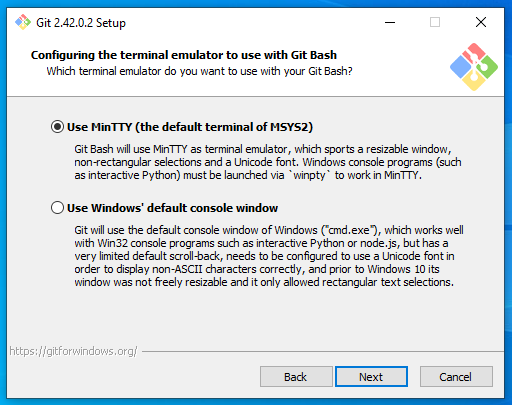 Git 2.42.0.2 Setup
Configuring the terminal emulator to use with Git Bash
Which terminal emulator do you want to use with your Git Bash?
Use MinTTY (the default terminal of MSYS2)
Git Bash will use MinTTY as terminal emulator, which sports a resizable window,
non-rectangular selections and a Unicode font. Windows console programs (such
as interactive Python) must be launched via `winpty` to work in MinTTY.
Use Windows' default console window
Git will use the default console window of Windows ("cmd.exe"), which works well
with Win32 console programs such as interactive Python or node.js, but has a
very limited default scroll-back, needs to be configured to use a Unicode font in
order to display non-ASCII characters correctly, and prior to Windows 10 its
window was not freely resizable and it only allowed rectangular text selections.
https://gitforwindows.org/
Back Next Cancel